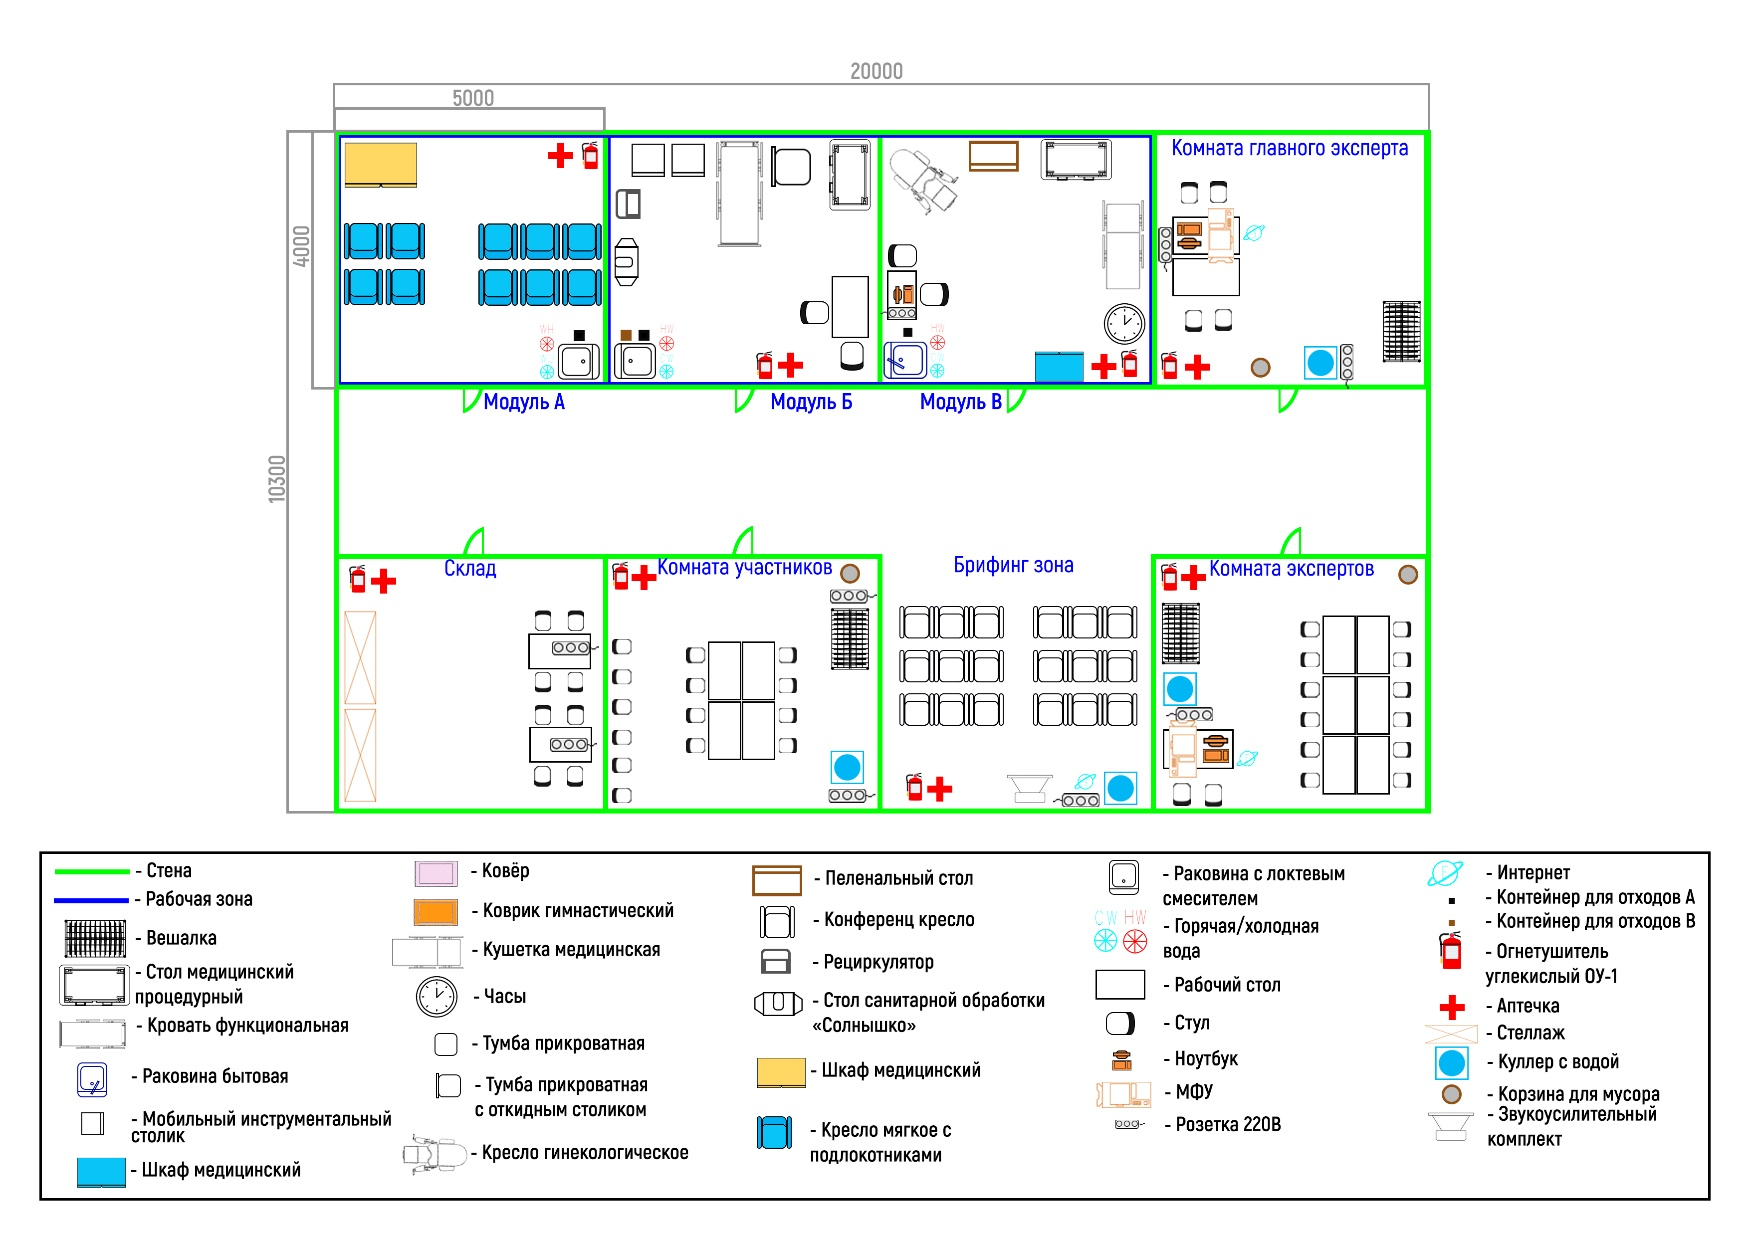 20000
5000
4000
10300
Комната главного эксперта
WH
HW
HW
CW
Модуль А
Модуль Б
Модуль В
Склад
Комната участников
Брифинг зона
Комната экспертов
- Стена
- Рабочая зона
- Вешалка
- Стол медицинский
процедурный
- Кровать функциональная
- Раковина бытовая
- Мобильный инструментальный
столик
- Шкаф медицинский
- Ковёр
- Коврик гимнастический
- Кушетка медицинская
- Часы
- Тумба прикроватная
- Тумба прикроватная
с откидным столиком
- Кресло гинекологическое
- Пеленальный стол
- Конференц кресло
- Рециркулятор
- Стол санитарной обработки
«Солнышко»
- Шкаф медицинский
- Кресло мягкое с
подлокотниками
- Раковина с локтевым
смесителем
CW HW
- Горячая/холодная
вода
- Рабочий стол
- Стул
- Ноутбук
- МФУ
- Розетка 220В
- Интернет
- Контейнер для отходов А
- Контейнер для отходов В
- Огнетушитель
углекислый ОУ-1
- Аптечка
- Стеллаж
- Куллер с водой
- Корзина для мусора
- Звукоусилительный
комплект